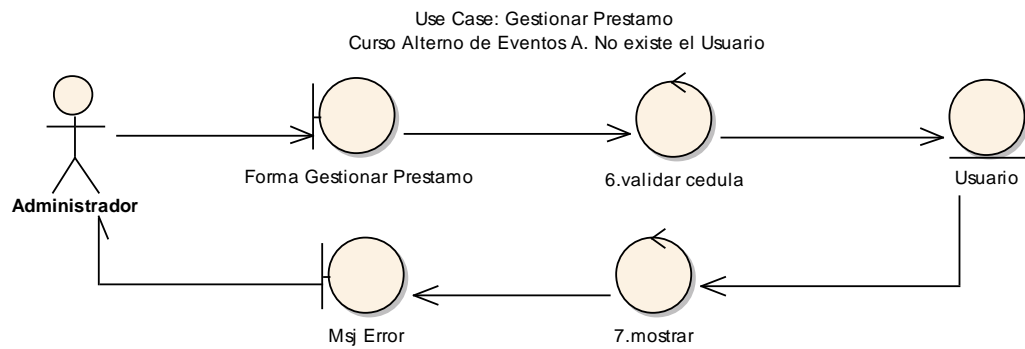 Use Case: Gestionar Prestamo
Curso Alterno de Eventos A. No existe el Usuario
Forma Gestionar Prestamo
6.validar cedula
Usuario
Administrador
Msj Error
7.mostrar